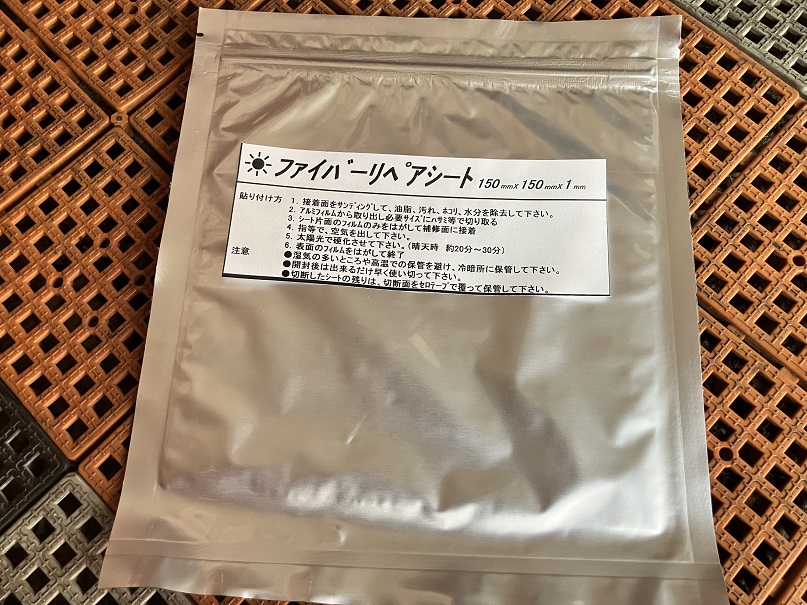 ファイバーリペアシート 150mmx 150mmx 1mm
貼り付け方 1. 接着面をｻﾝﾃﾞｨﾝｸﾞして、油脂、汚れ、ﾎｺﾘ、水分を除去して下さい。
2. アルミフィルムから取り出し必要ｻｲｽﾞにﾊｻﾐ等で切り取る
3. シート片面のフィルムのみをはがして補修面に接着
4. 指等で、空気を出して下さい。
5. 太陽光で硬化させて下さい。（晴天時 約20分～30分）
6. 表面のﾌｨﾙﾑをはがして終了
注意 ●湿気の多いところや高温での保管を避け、冷暗所に保管して下さい。
●開封後は出来るだけ早く使い切って下さい。
●切断したシートの残りは、切断面をｾﾛﾃｰﾌﾟで覆って保管して下さい。